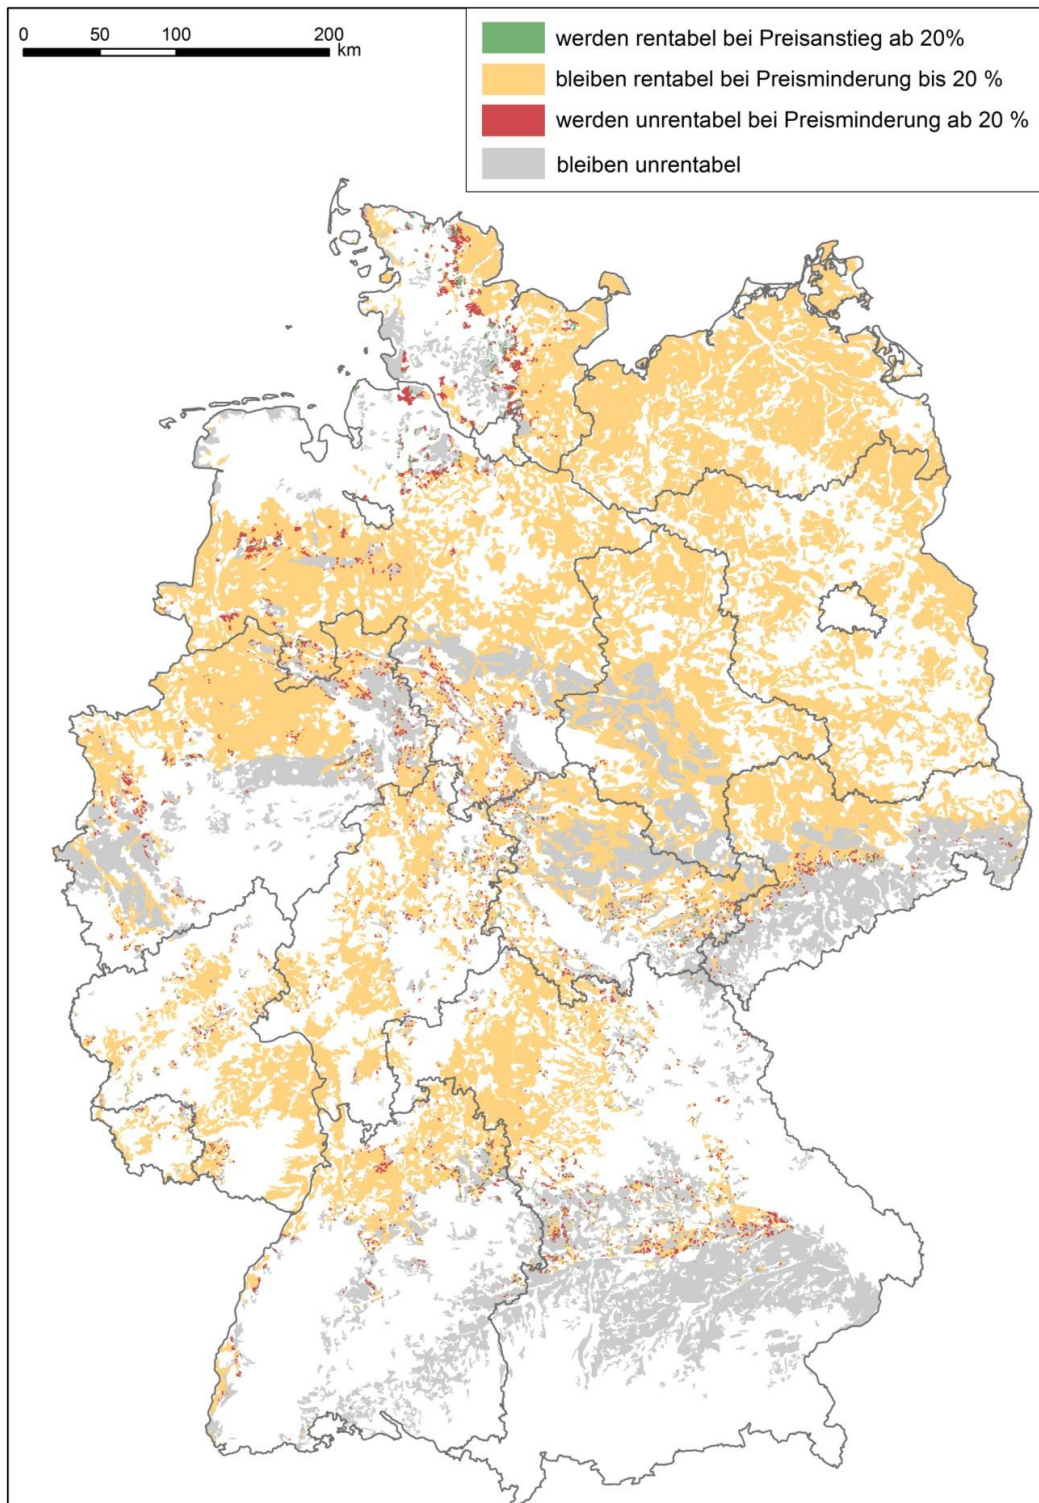 0 50 100 200
km
werden rentabel bei Preisanstieg ab 20%
bleiben rentabel bei Preisminderung bis 20 %
werden unrentabel bei Preisminderung ab 20 %
bleiben unrentabel